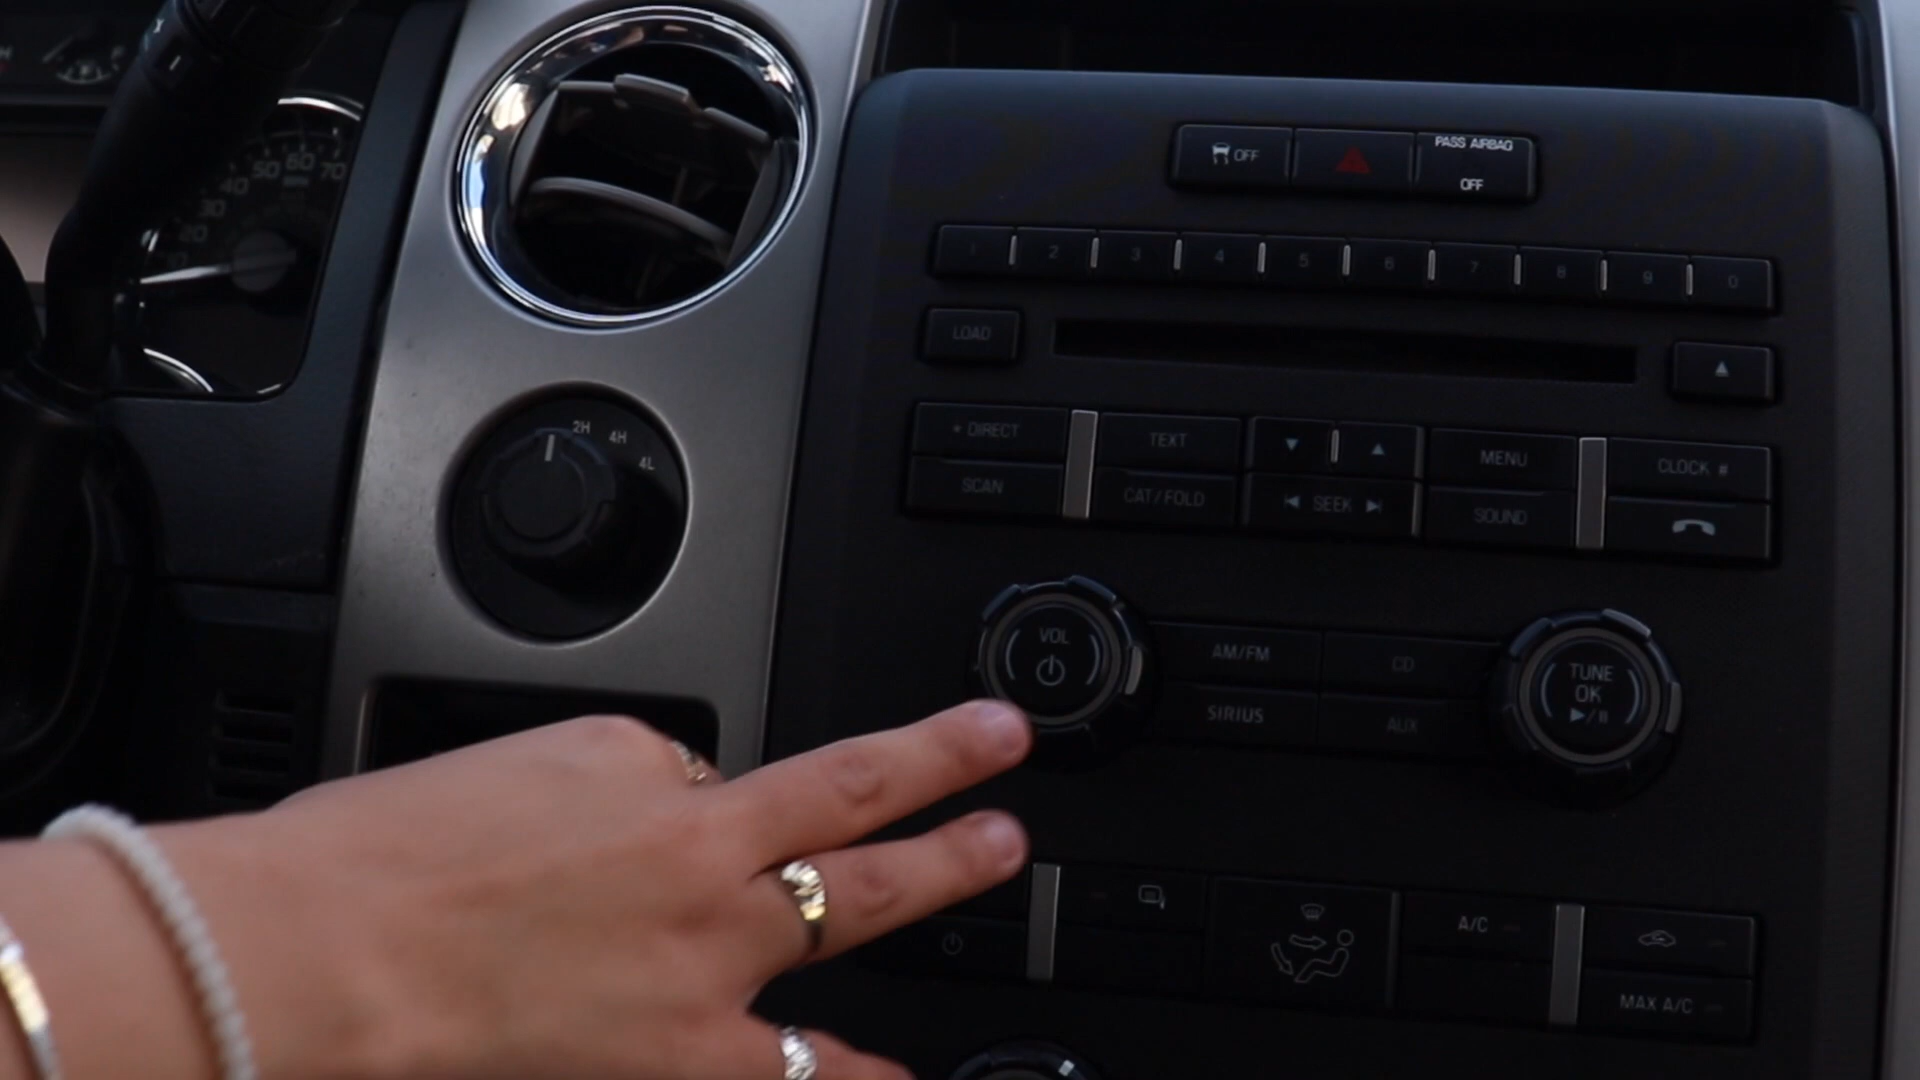 H
F
50 60 70
MPH
40
30
20
10
OFF
PASS AIRBAG
OFF
1 2 3 4 5 6 7 8 9 0
LOAD
2H 4H
4L
* DIRECT TEXT MENU CLOCK #
SCAN CAT/FOLD SEEK SOUND
VOL AM/FM CD TUNE
OK
SIRIUS AUX
A/C
MAX A/C